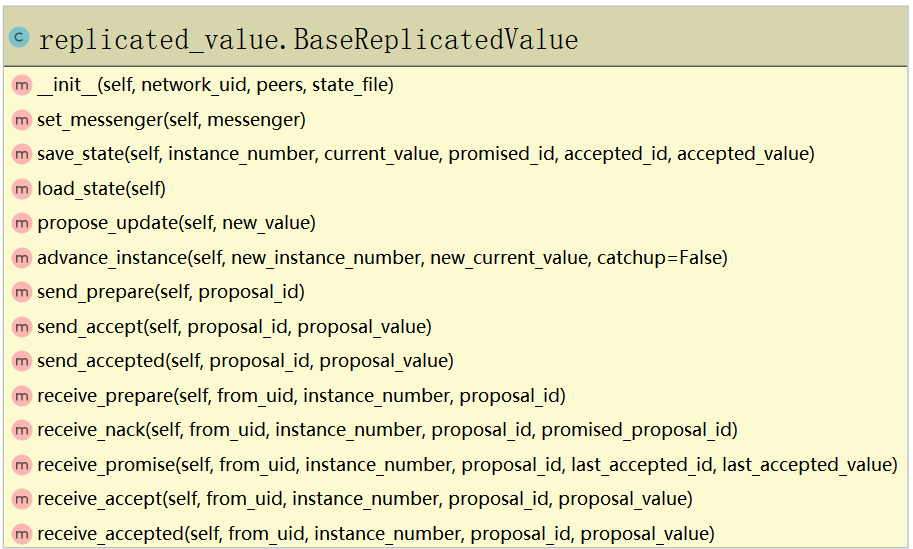 C replicated_value.BaseReplicatedValue
m __init__(self, network_uid, peers, state_file)
m set_messenger(self, messenger)
m save_state(self, instance_number, current_value, promised_id, accepted_id, accepted_value)
m load_state(self)
m propose_update(self, new_value)
m advance_instance(self, new_instance_number, new_current_value, catchup=False)
m send_prepare(self, proposal_id)
m send_accept(self, proposal_id, proposal_value)
m send_accepted(self, proposal_id, proposal_value)
m receive_prepare(self, from_uid, instance_number, proposal_id)
m receive_nack(self, from_uid, instance_number, proposal_id, promised_proposal_id)
m receive_promise(self, from_uid, instance_number, proposal_id, last_accepted_id, last_accepted_value)
m receive_accept(self, from_uid, instance_number, proposal_id, proposal_value)
m receive_accepted(self, from_uid, instance_number, proposal_id, proposal_value)